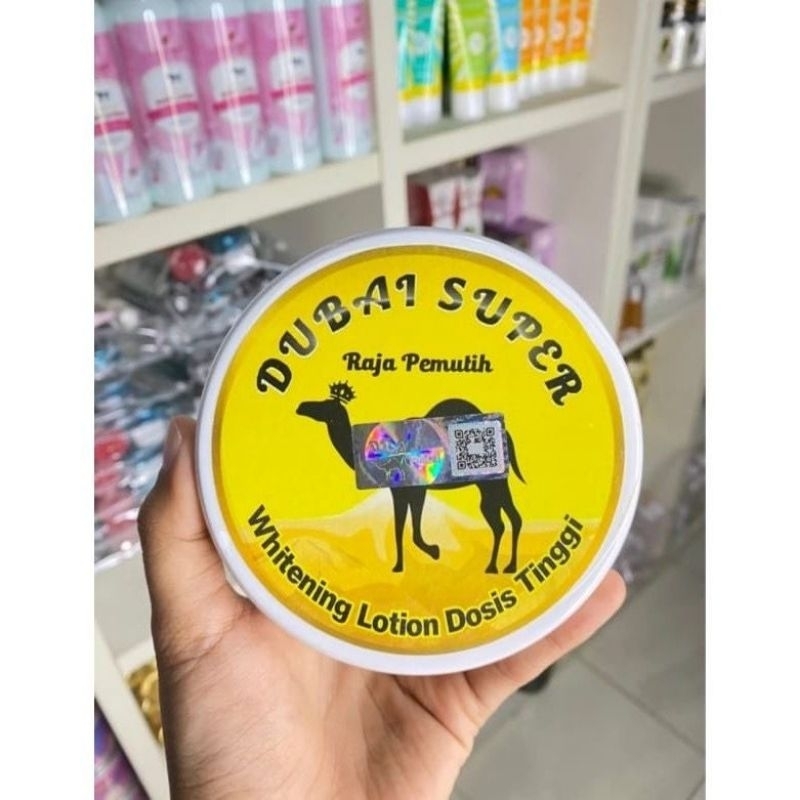 DUBAI SUPER
Raja Pemutih
Whitening Lotion Dosis Tinggi